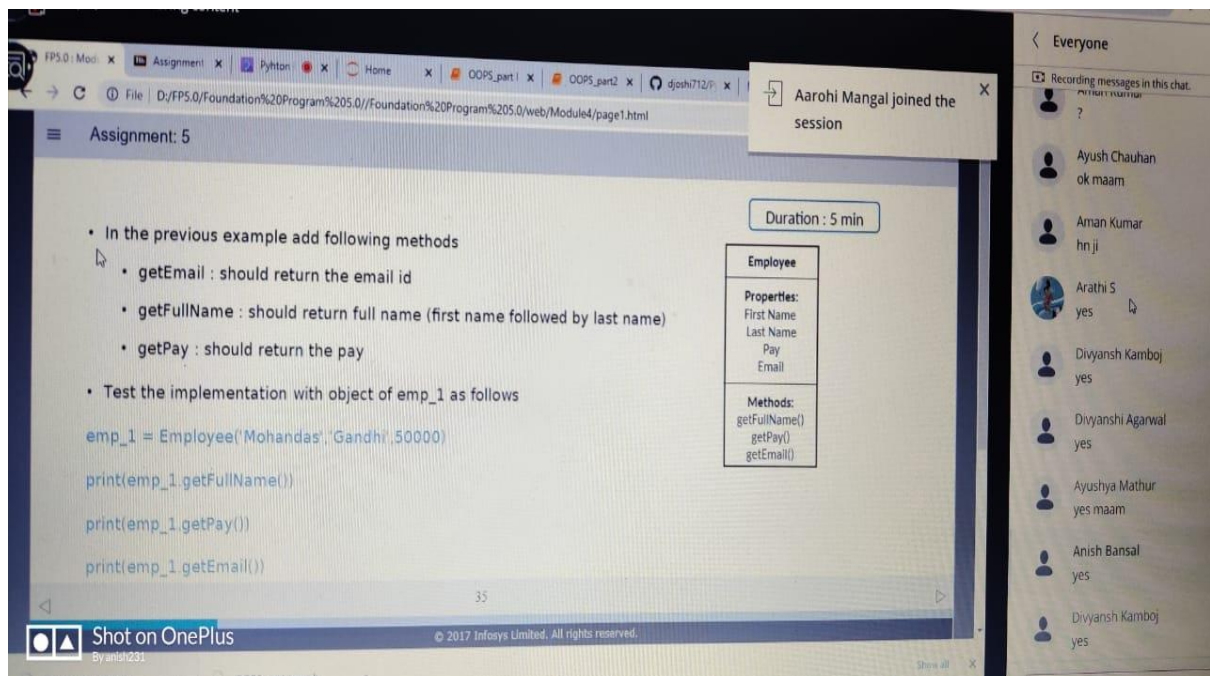 FP5.0 : Mod
Assignment
Pyhton
Home
OOPS_part I
OOPS_part2
djoshi712/F
File D:/FP5.0/Foundation%20Program%205.0//Foundation%20Program%205.0/web/Module4/page1.html
Aarohi Mangal joined the
session
Assignment: 5
Duration : 5 min
• In the previous example add following methods
• getEmail : should return the email id
• getFullName : should return full name (first name followed by last name)
• getPay : should return the pay
• Test the implementation with object of emp_1 as follows
emp_1 = Employee('Mohandas','Gandhi',50000)
print(emp_1.getFullName())
print(emp_1.getPay())
print(emp_1.getEmail())
Employee
Properties:
First Name
Last Name
Pay
Email
Methods:
getFullName()
getPay()
getEmail()
35
© 2017 Infosys Limited. All rights reserved.
Show all
Shot on OnePlus
By anish231
Everyone
Recording messages in this chat.
Aman Kumar
?
Ayush Chauhan
ok maam
Aman Kumar
hn ji
Arathi S
yes
Divyansh Kamboj
yes
Divyanshi Agarwal
yes
Ayushya Mathur
yes maam
Anish Bansal
yes
Divyansh Kamboj
yes